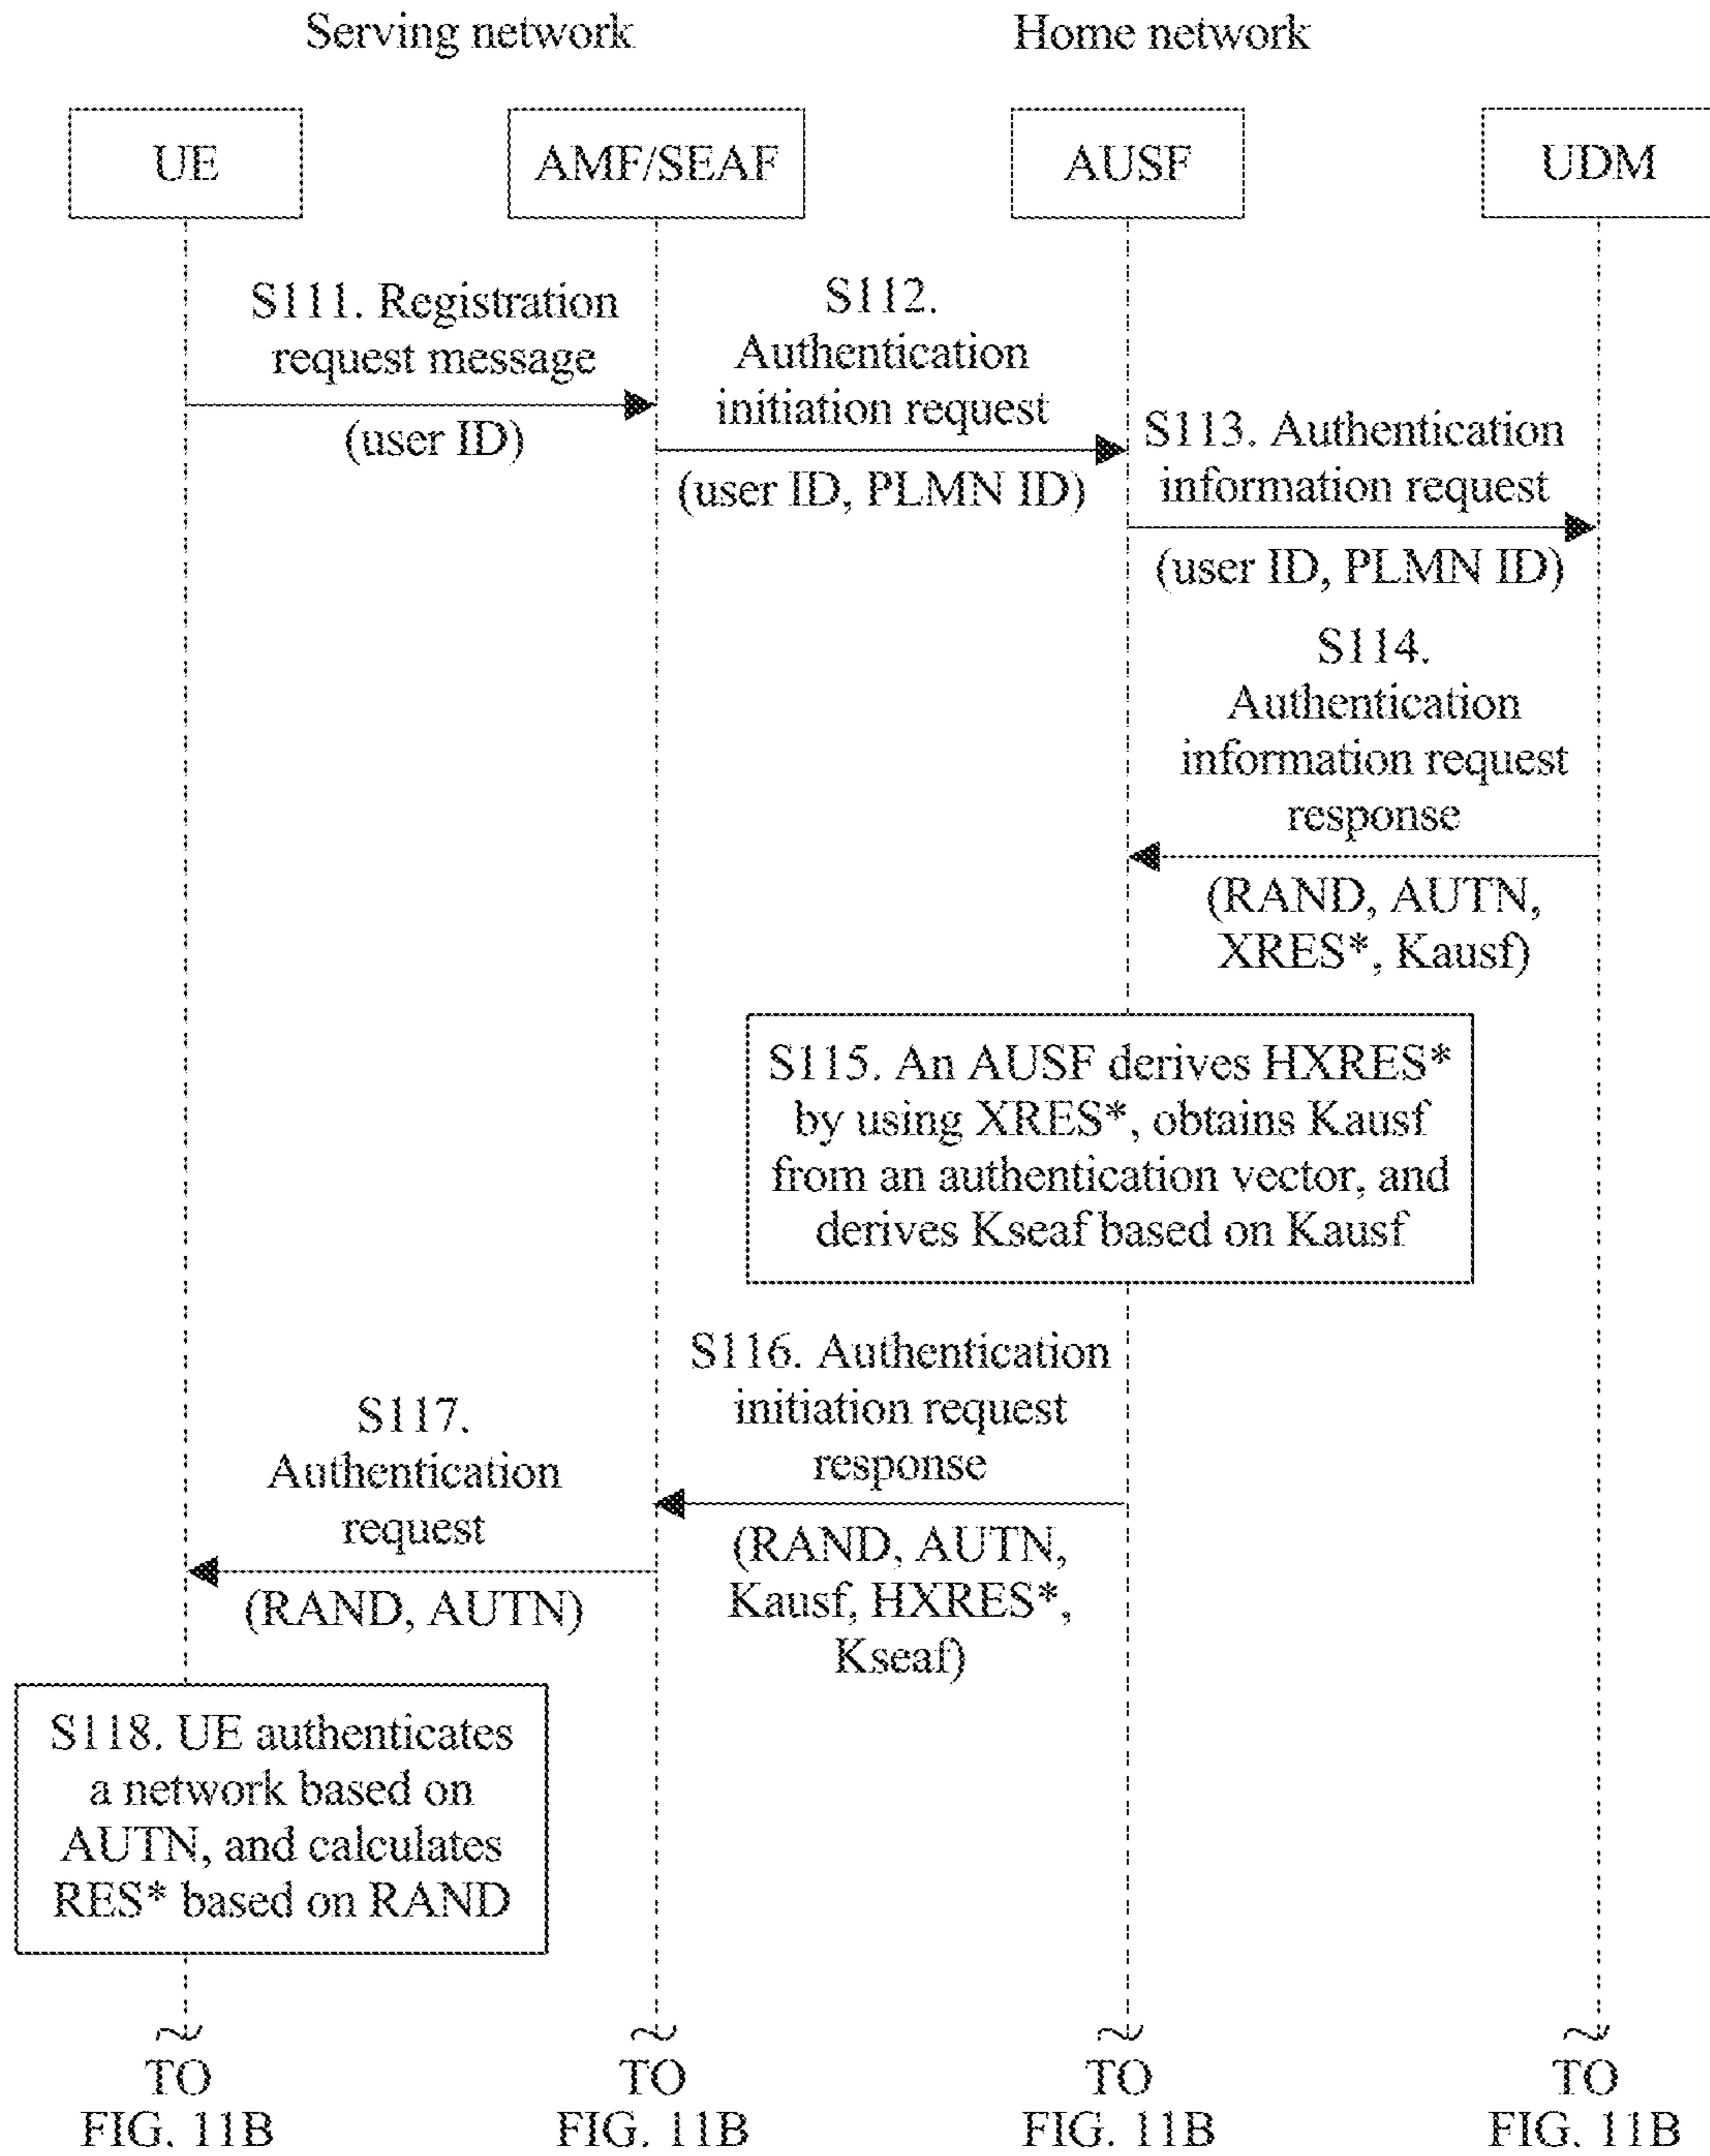 Serving network
Home network
UE
AMF/SEAF
AUSF
UDM
S111. Registration
request message
(user ID)
S112.
Authentication
initiation request
(user ID, PLMN ID)
S113. Authentication
information request
(user ID, PLMN ID)
S114.
Authentication
information request
response
(RAND, AUTN,
XRES*, Kausf)
S115. An AUSF derives HXRES*
by using XRES*, obtains Kausf
from an authentication vector, and
derives Kseaf based on Kausf
S116. Authentication
initiation request
response
(RAND, AUTN,
Kausf, HXRES*,
Kseaf)
S117.
Authentication
request
(RAND, AUTN)
S118. UE authenticates
a network based on
AUTN, and calculates
RES* based on RAND
TO
FIG. 11B
TO
FIG. 11B
TO
FIG. 11B
TO
FIG. 11B